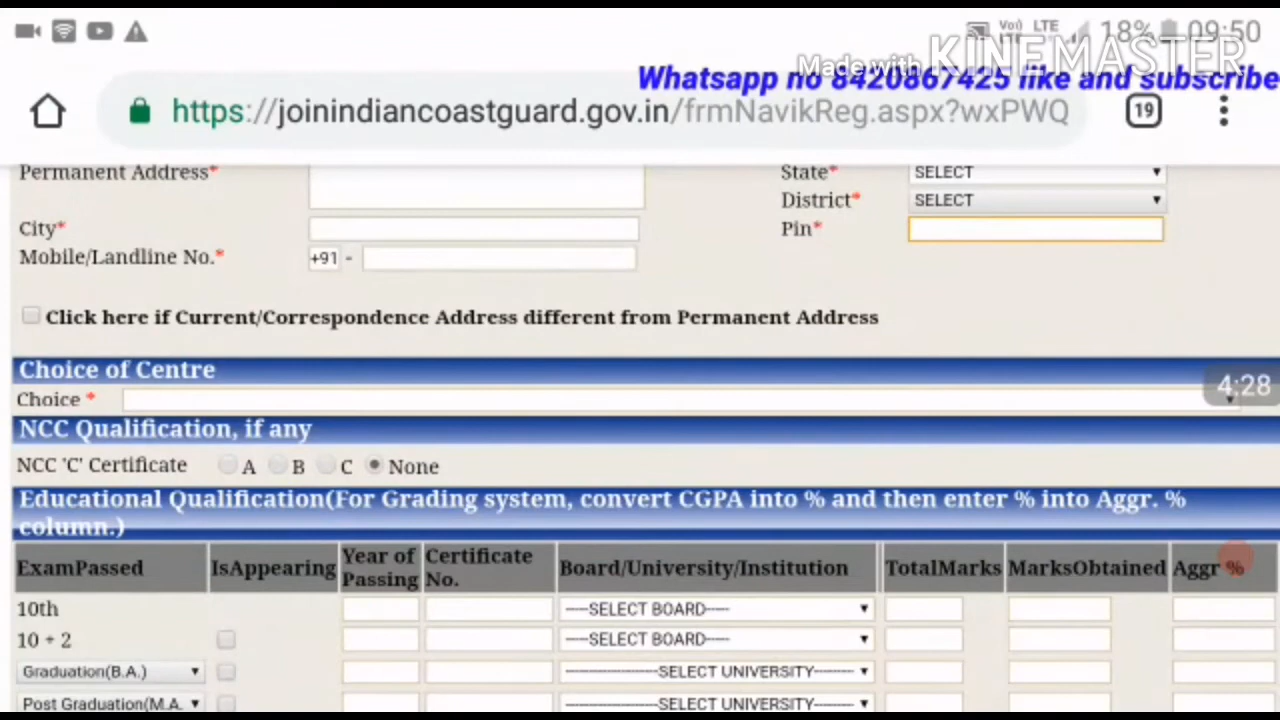 Vo) LTE 18% 09:50
Made with KINEMASTER
Whatsapp no 8420867425 like and subscribe
https://joinindiancoastguard.gov.in/frmNavikReg.aspx?wxPWQ 19
Permanent Address* State* SELECT
District* SELECT
City* Pin*
Mobile/Landline No.* +91 -
Click here if Current/Correspondence Address different from Permanent Address
Choice of Centre
4:28
Choice *
NCC Qualification, if any
NCC 'C' Certificate A B C None
Educational Qualification(For Grading system, convert CGPA into % and then enter % into Aggr. %
column.)
ExamPassed IsAppearing Year of Passing Certificate No. Board/University/Institution TotalMarks MarksObtained Aggr %
10th -----SELECT BOARD-----
10 + 2 -----SELECT BOARD-----
Graduation(B.A.) --------------------SELECT UNIVERSITY--------
Post Graduation(M.A. --------------------SELECT UNIVERSITY--------